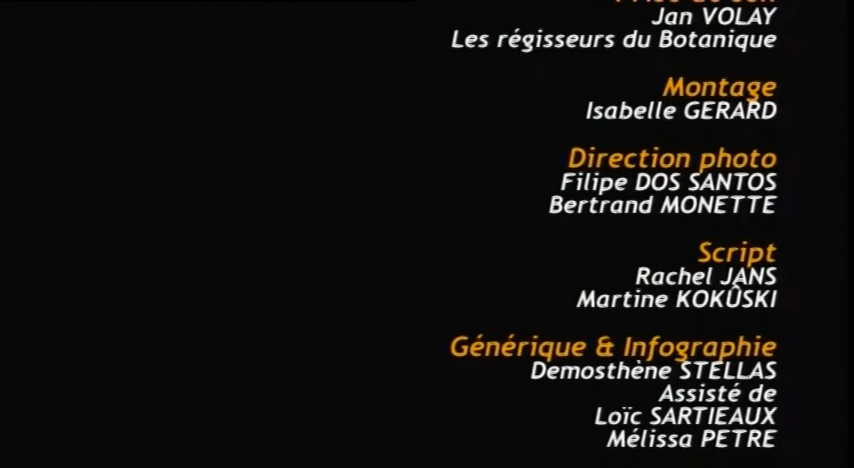 Jan VOLAY
Les régisseurs du Botanique
Montage
Isabelle GERARD
Direction photo
Filipe DOS SANTOS
Bertrand MONETTE
Script
Rachel JANS
Martine KOKÛSKI
Générique & Infographie
Demosthène STELLAS
Assisté de
Loïc SARTIEAUX
Mélissa PETRE